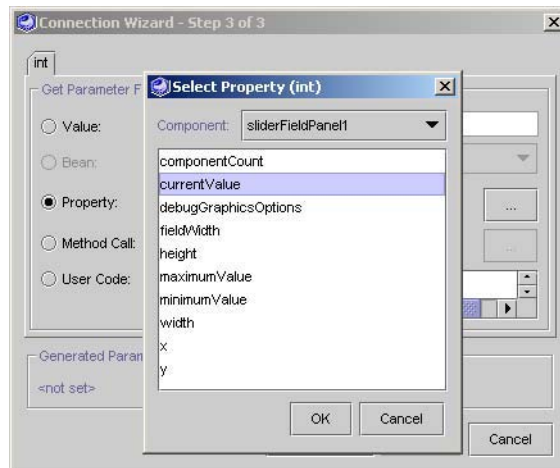 Connection Wizard - Step 3 of 3
int
Get Parameter F
Value:
Bean:
Property:
...
Method Call:
...
User Code:
Generated Param
<not set>
Cancel
Select Property (int)
Component: sliderFieldPanel1
componentCount
currentValue
debugGraphicsOptions
fieldWidth
height
maximumValue
minimumValue
width
x
y
OK Cancel